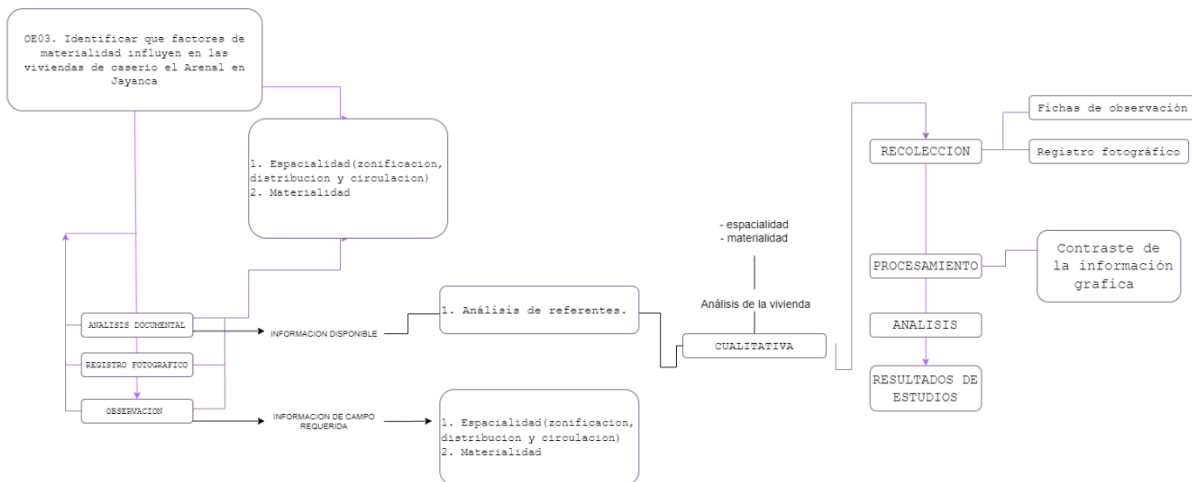 OE03. Identificar que factores de
materialidad influyen en las
viviendas de caserio el Arenal en
Jayanca
1. Espacialidad(zonificacion,
distribucion y circulacion)
2. Materialidad
ANALISIS DOCUMENTAL
REGISTRO FOTOGRAFICO
OBSERVACION
INFORMACION DISPONIBLE
INFORMACION DE CAMPO
REQUERIDA
1. Análisis de referentes.
1. Espacialidad(zonificacion,
distribucion y circulacion)
2. Materialidad
- espacialidad
- materialidad
Análisis de la vivienda
CUALITATIVA
RECOLECCION
Fichas de observación
Registro fotográfico
PROCESAMIENTO
Contraste de
la información
grafica
ANALISIS
RESULTADOS DE
ESTUDIOS